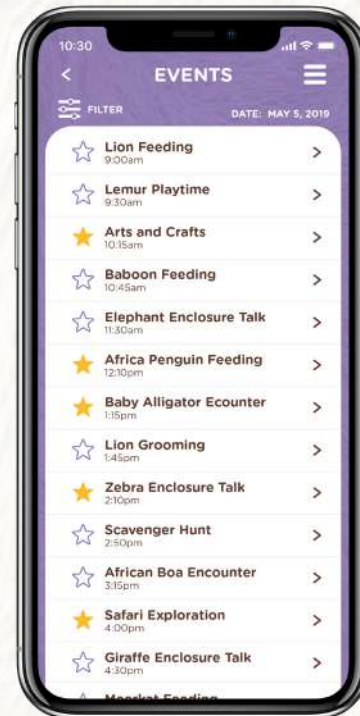 10:30
EVENTS
FILTER
DATE: MAY 5, 2019
Lion Feeding
9:00am
Lemur Playtime
9:30am
Arts and Crafts
10:15am
Baboon Feeding
10:45am
Elephant Enclosure Talk
11:30am
Africa Penguin Feeding
12:10pm
Baby Alligator Ecounter
1:15pm
Lion Grooming
1:45pm
Zebra Enclosure Talk
2:10pm
Scavenger Hunt
2:50pm
African Boa Encounter
3:15pm
Safari Exploration
4:00pm
Giraffe Enclosure Talk
4:30pm
Meerkat Feeding